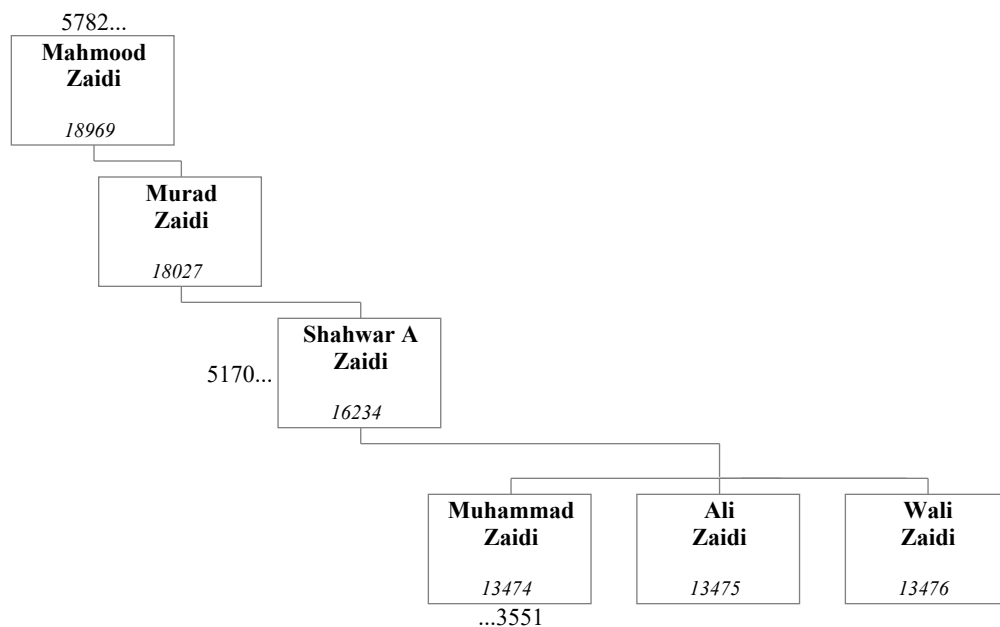 5782...
Mahmood
Zaidi
18969
Murad
Zaidi
18027
Shahwar A
Zaidi
5170...
16234
Muhammad
Zaidi
13474
...3551
Ali
Zaidi
13475
Wali
Zaidi
13476